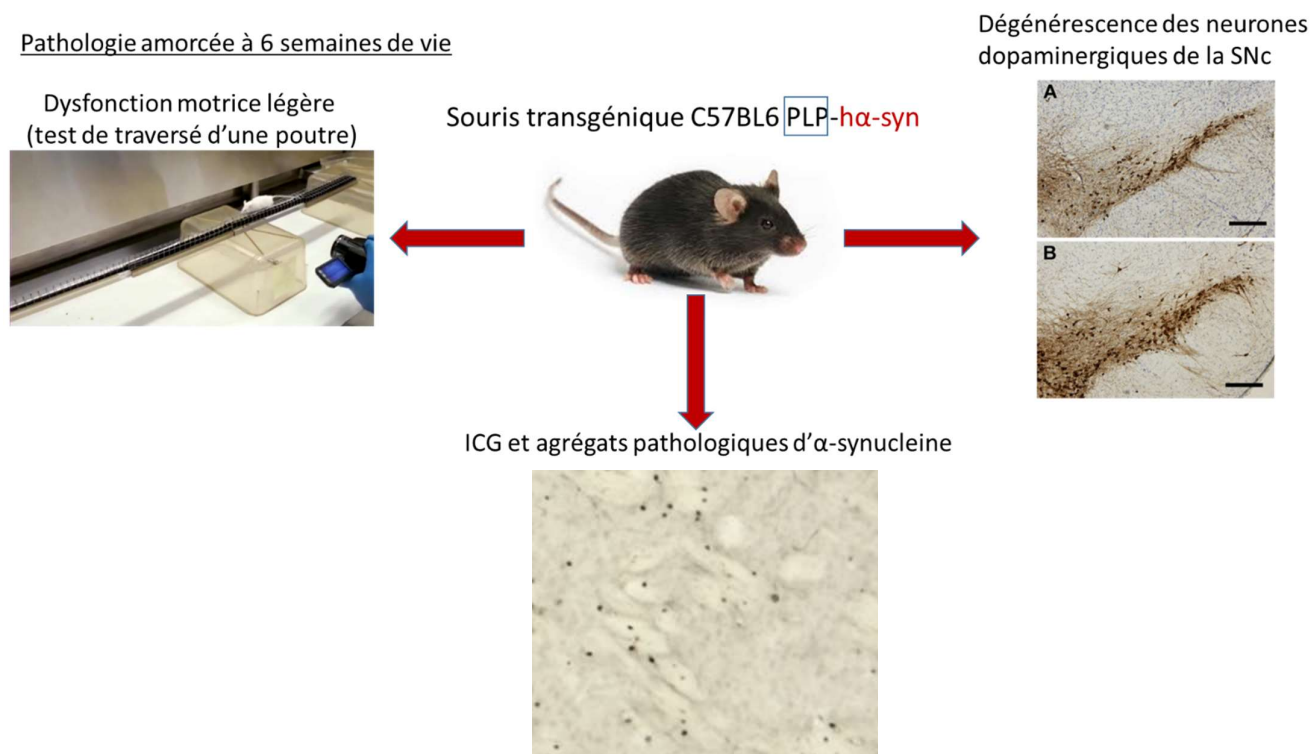 Pathologie amorcée à 6 semaines de vie
Dysfonction motrice légère
(test de traversé d'une poutre)
Souris transgénique C57BL6 PLP-hα-syn
Dégénérescence des neurones
dopaminergiques de la SNc
A
B
ICG et agrégats pathologiques d'α-synucleine